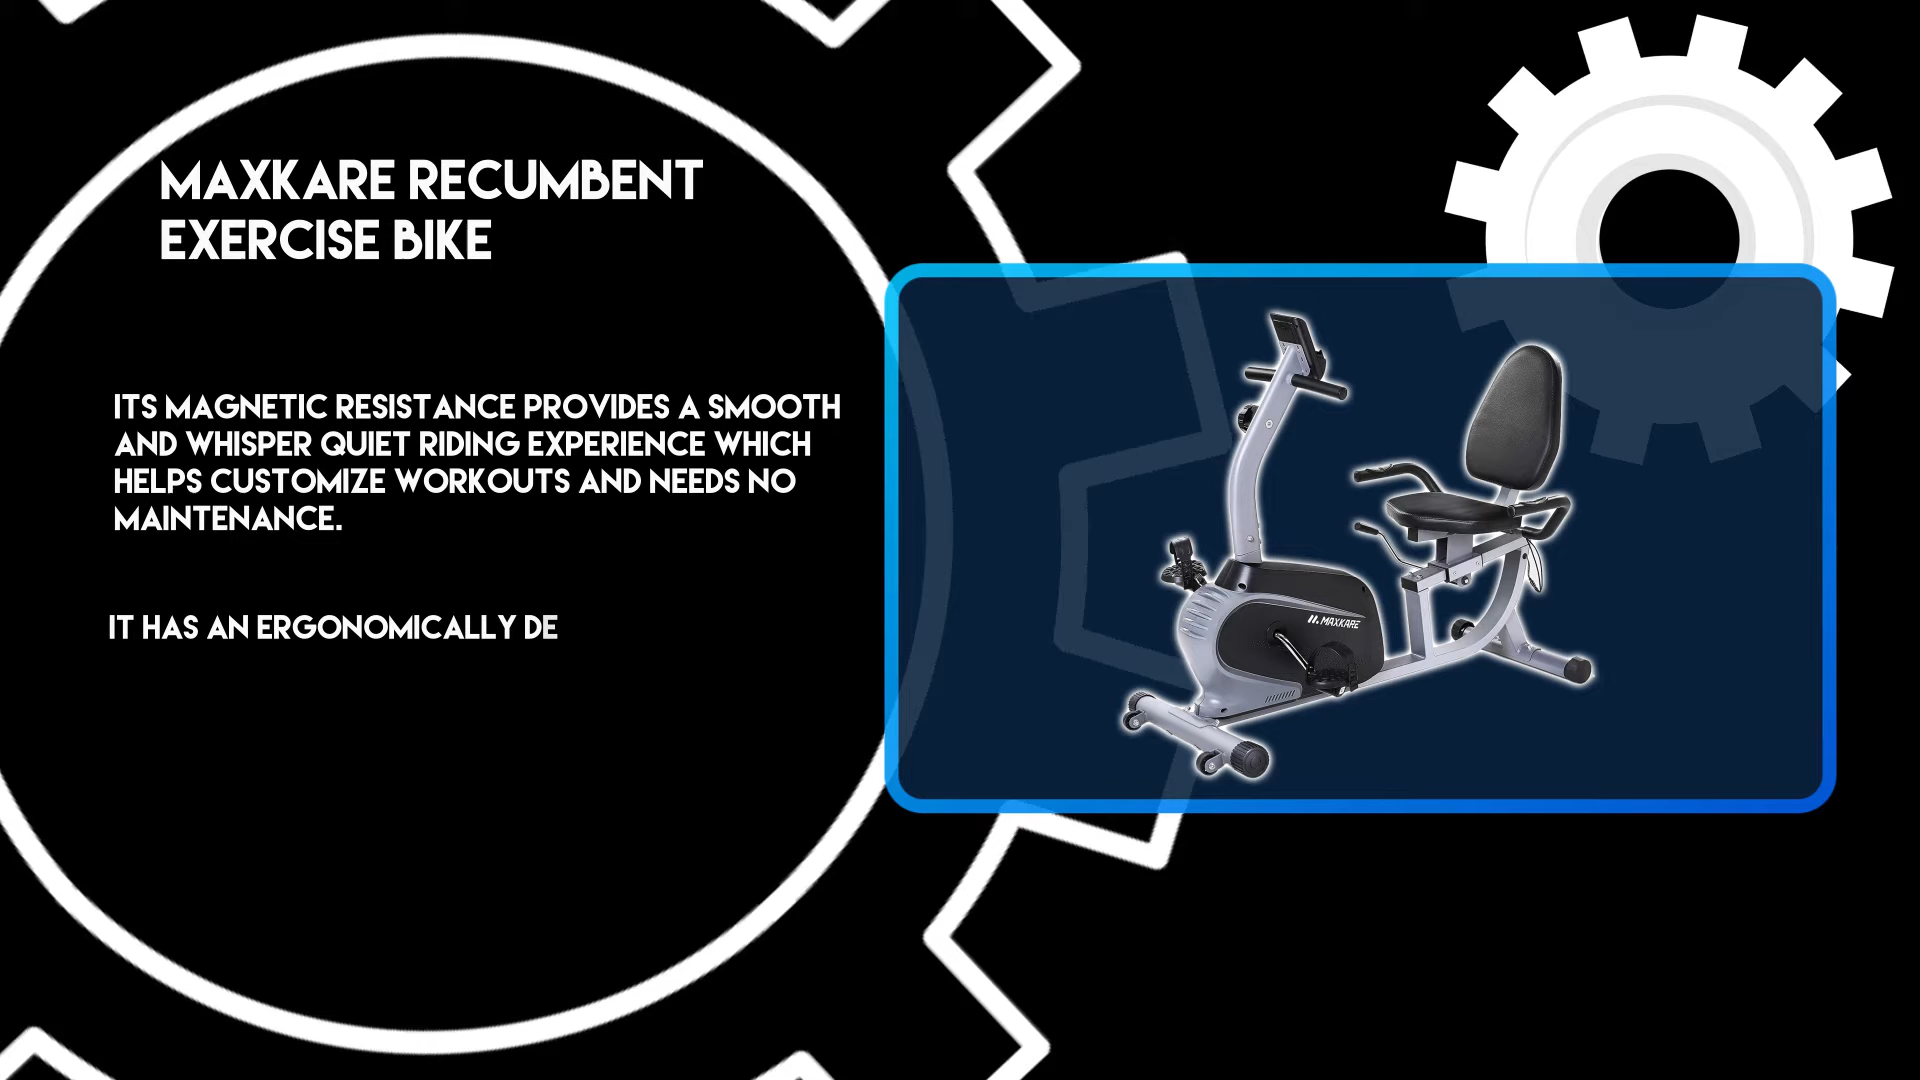 MAXKARE RECUMBENT
EXERCISE BIKE
ITS MAGNETIC RESISTANCE PROVIDES A SMOOTH
AND WHISPER QUIET RIDING EXPERIENCE WHICH
HELPS CUSTOMIZE WORKOUTS AND NEEDS NO
MAINTENANCE.
IT HAS AN ERGONOMICALLY DE
MAXKARE